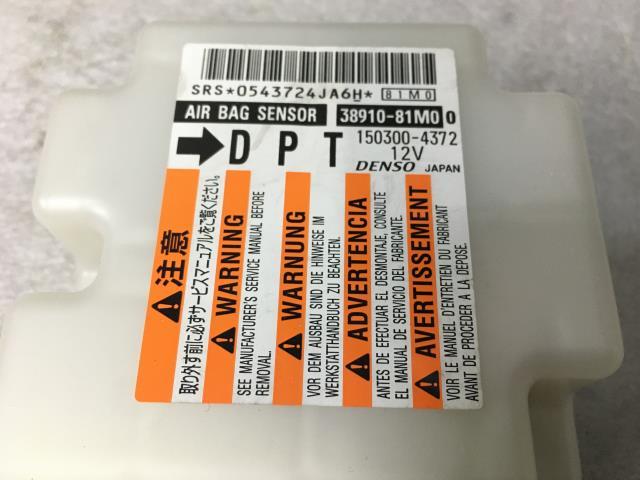 SRS*0543724JA6H* 81M0
AIR BAG SENSOR 38910-81M0 0
➡ D P T 150300-4372
12V
DENSO JAPAN
注意
取り外す前に必ずサービスマニュアルをご覧ください。
WARNING
SEE MANUFACTURER'S SERVICE MANUAL BEFORE
REMOVAL.
WARNUNG
VOR DEM AUSBAU SIND DIE HINWEISE IM
WERKSTATTHANDBUCH ZU BEACHTEN.
ADVERTENCIA
ANTES DE EFECTUAR EL DESMONTAJE, CONSULTE
EL MANUAL DE SERVICIO DEL FABRICANTE.
AVERTISSEMENT
VOIR LE MANUEL D'ENTRETIEN DU FABRICANT
AVANT DE PROCEDER A LA DEPOSE.